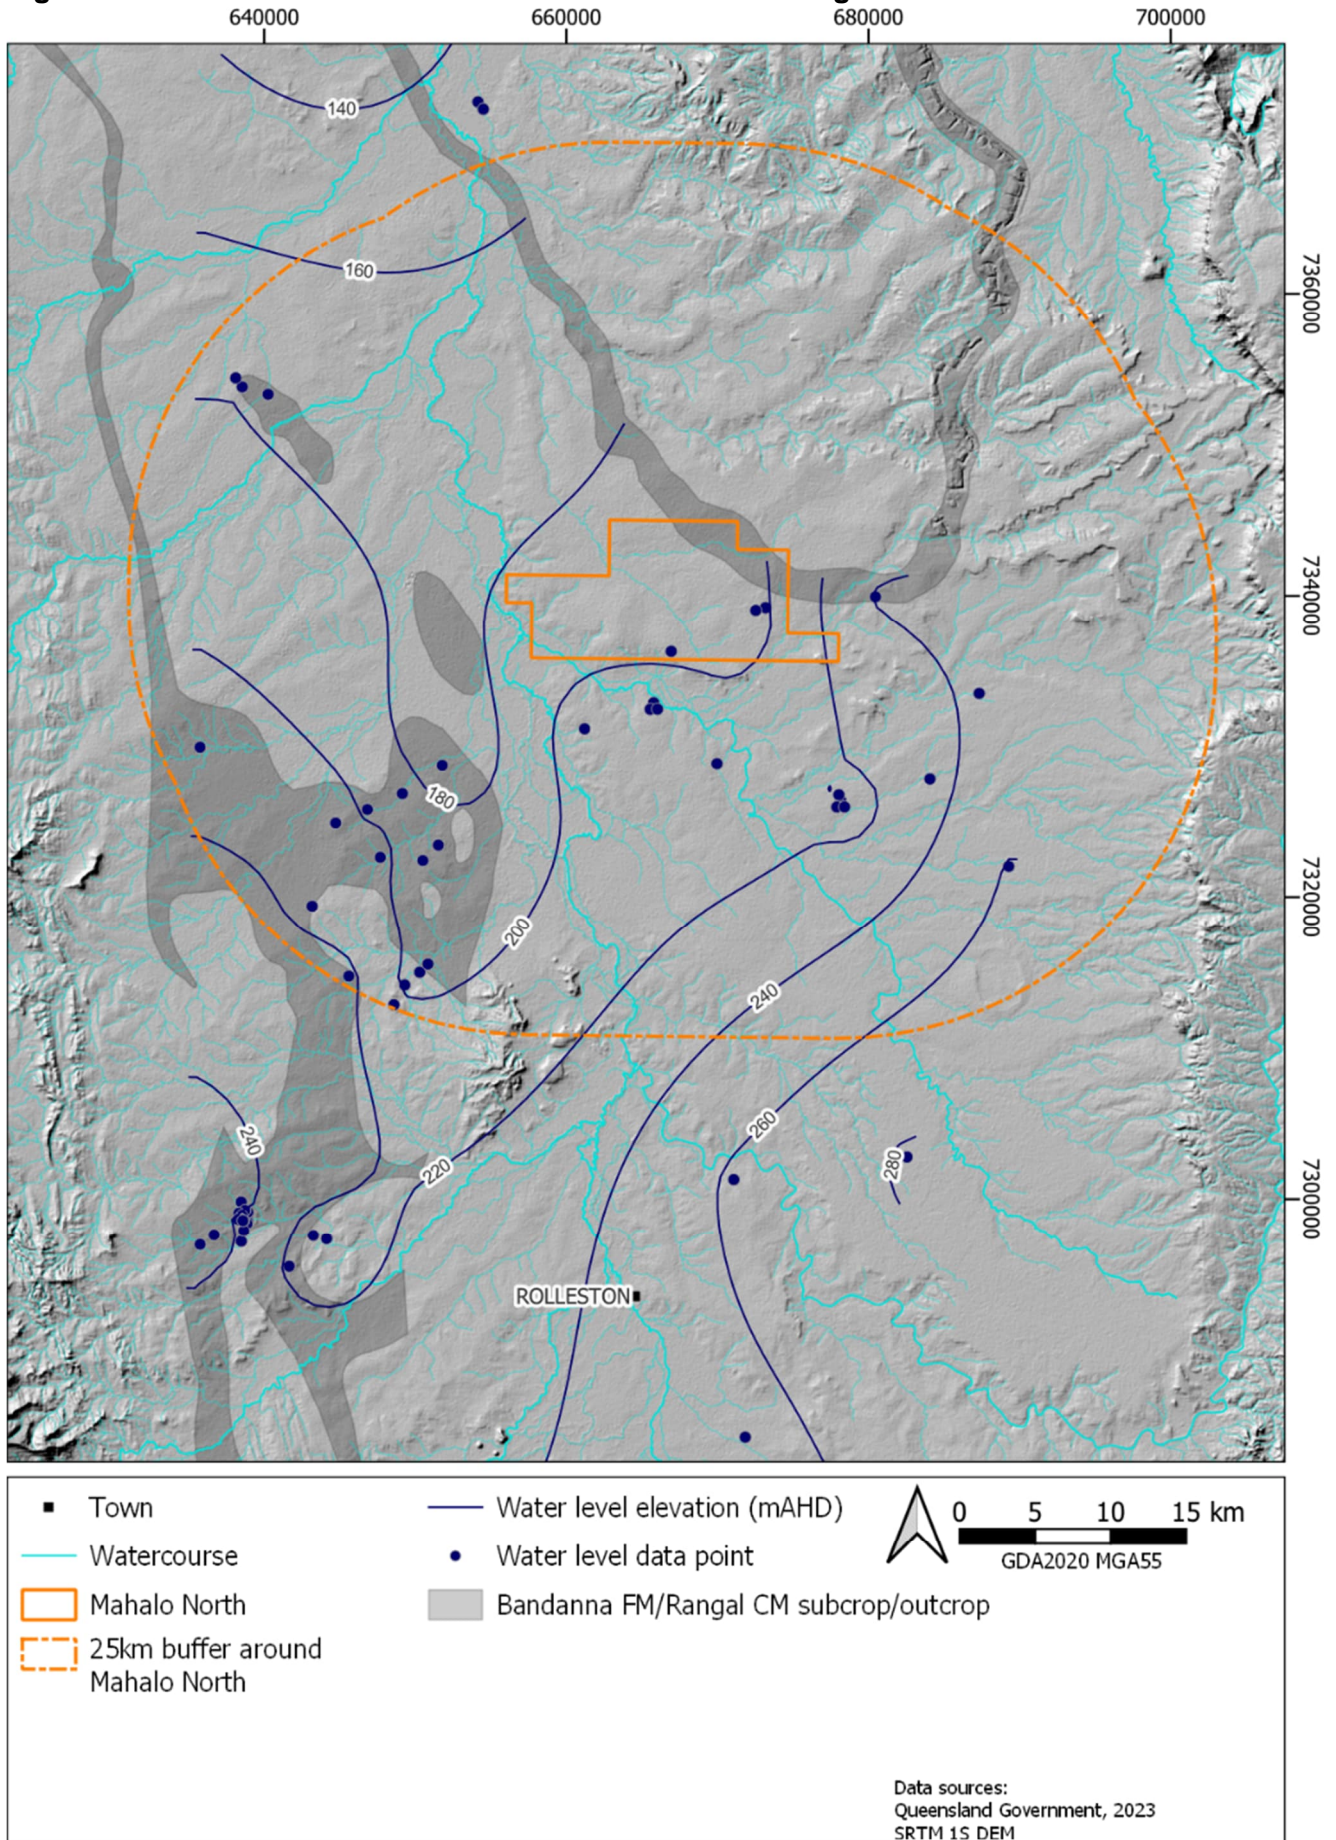 640000
660000
680000
700000
140
160
7360000
7340000
180
7320000
200
240
260
240
220
280
7300000
ROLLESTON
Town
Watercourse
Mahalo North
25km buffer around
Mahalo North
Water level elevation (mAHD)
Water level data point
Bandanna FM/Rangal CM subcrop/outcrop
0 5 10 15 km
GDA2020 MGA55
Data sources:
Queensland Government, 2023
SRTM 1S DEM